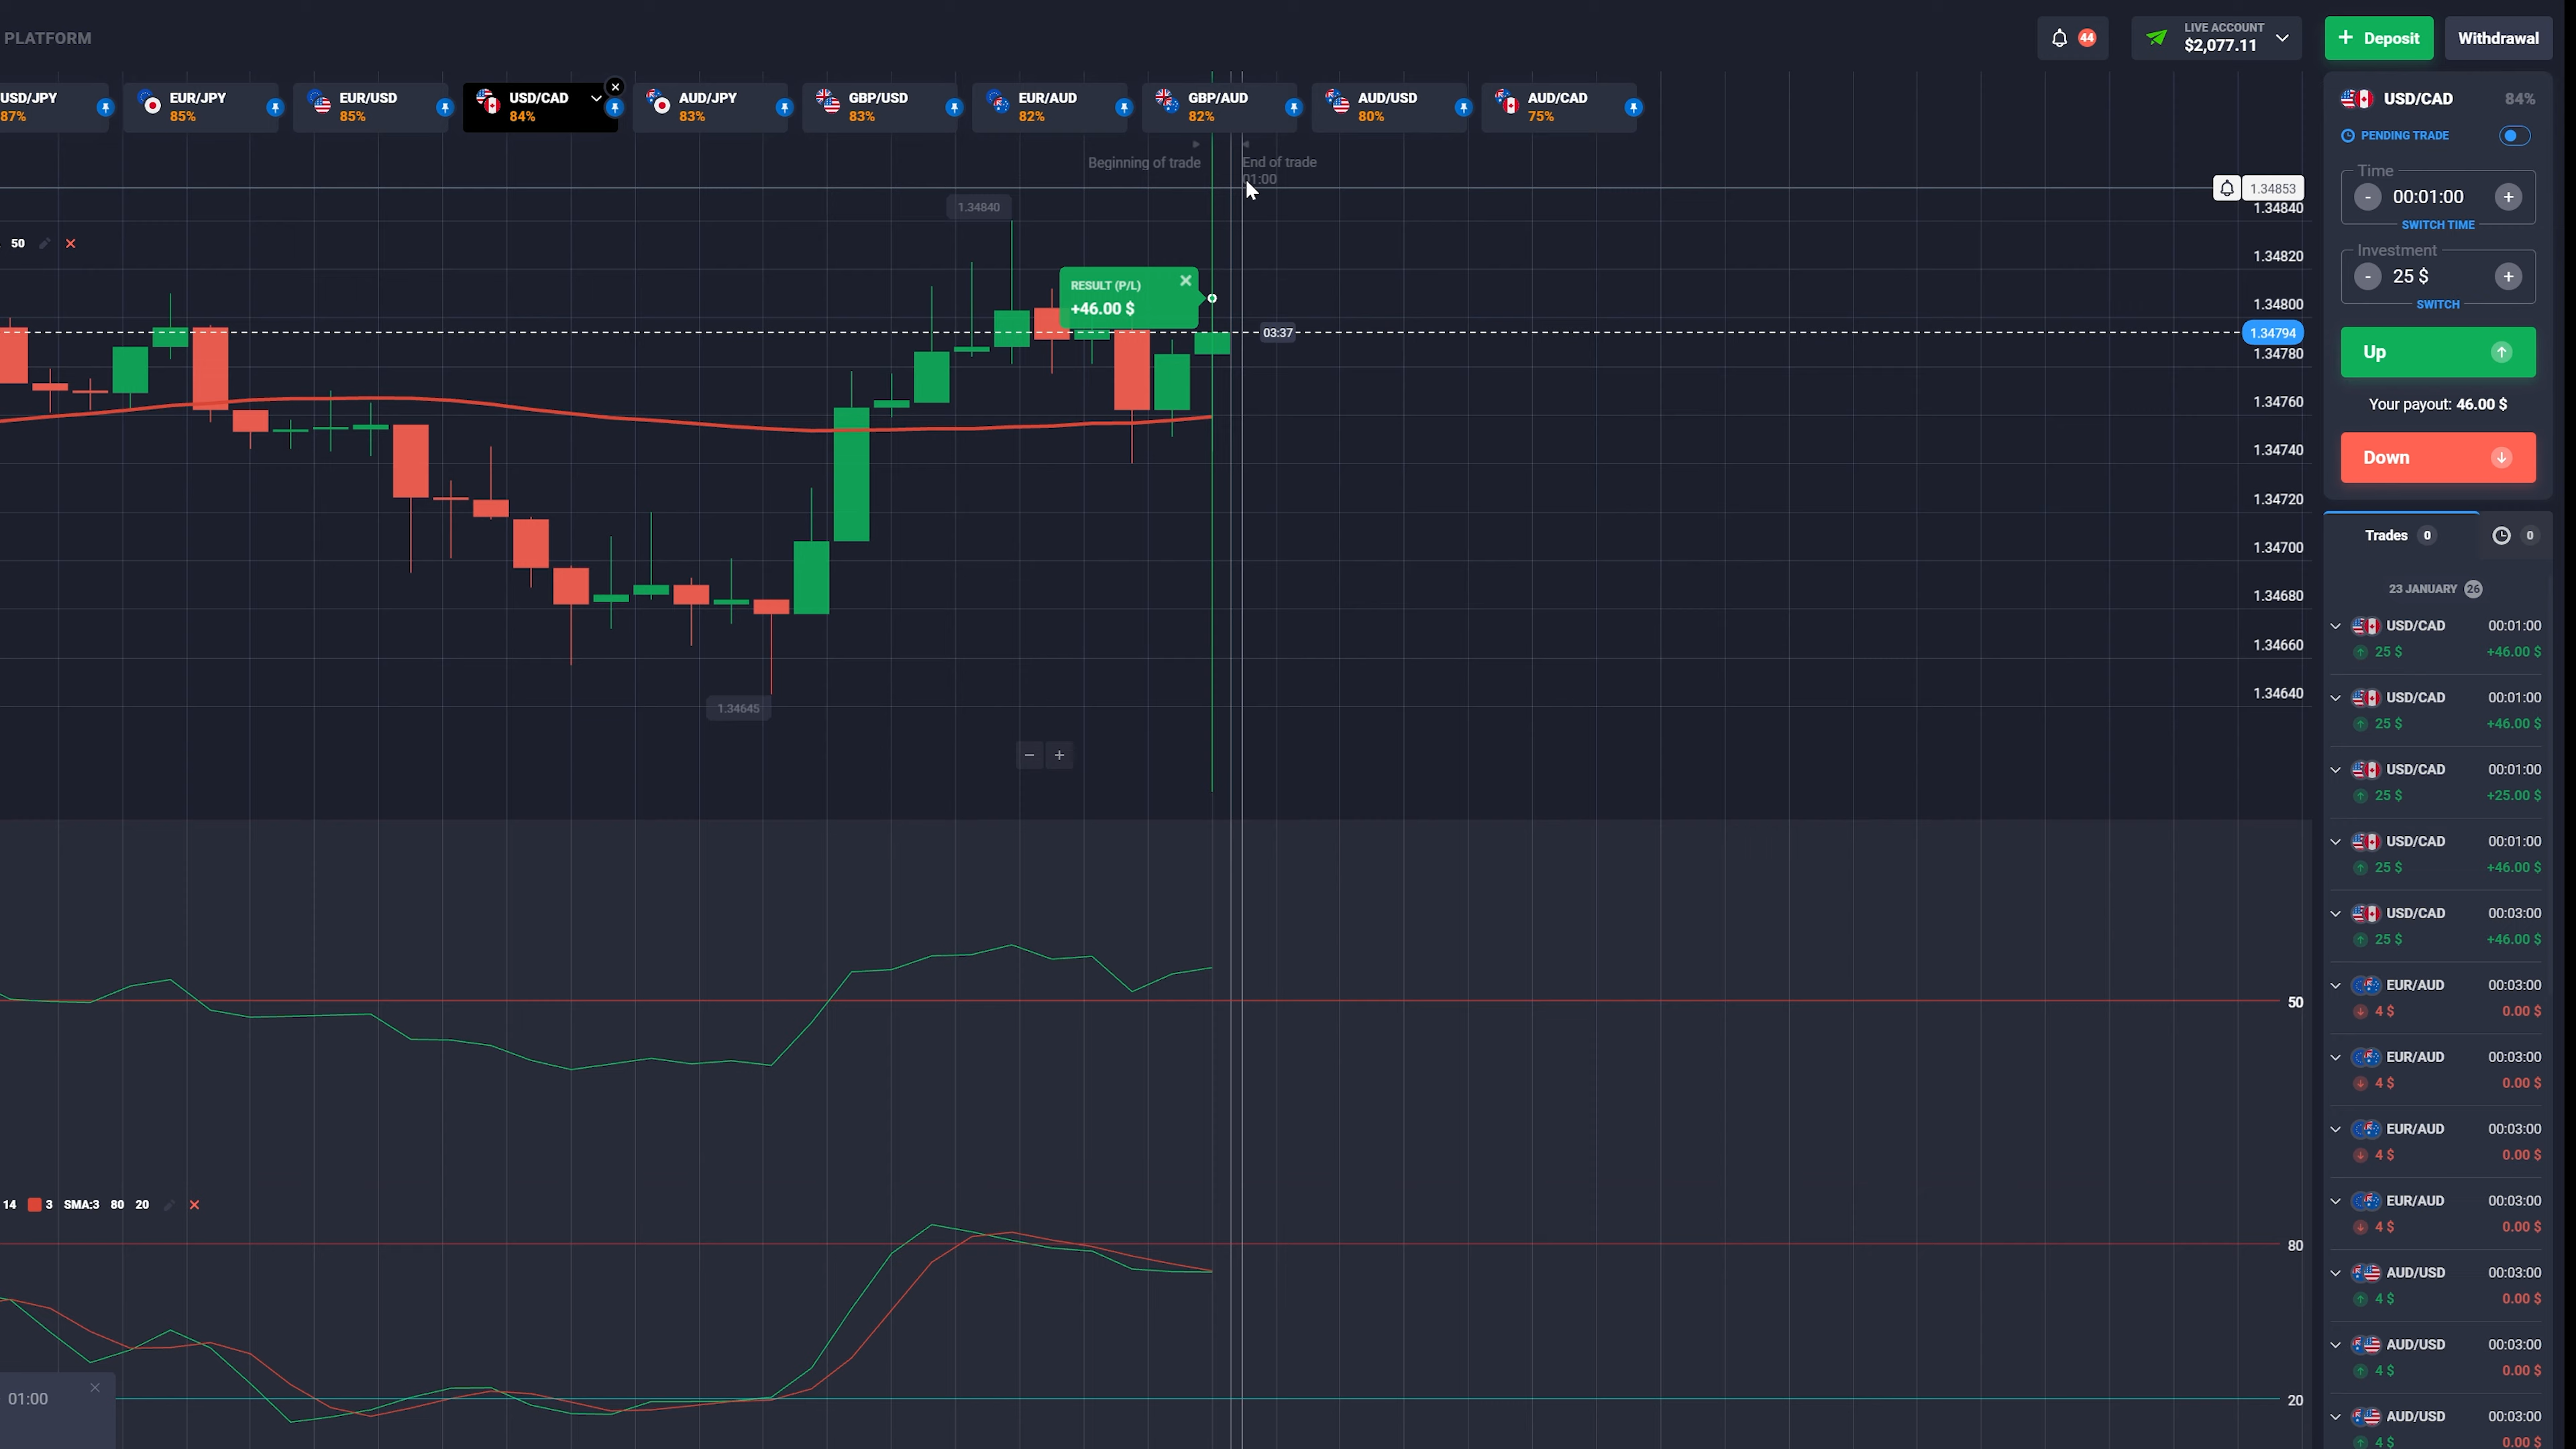 PLATFORM
44
LIVE ACCOUNT
$2,077.11
+ Deposit
Withdrawal
USD/JPY
87%
EUR/JPY
85%
EUR/USD
85%
USD/CAD
84%
AUD/JPY
83%
GBP/USD
83%
EUR/AUD
82%
GBP/AUD
82%
AUD/USD
80%
AUD/CAD
75%
Beginning of trade
End of trade
01:00
50
1.34840
RESULT (P/L)
+46.00 $
03:37
1.34645
1.34853
1.34840
1.34820
1.34800
1.34794
1.34780
1.34760
1.34740
1.34720
1.34700
1.34680
1.34660
1.34640
50
14 3 SMA:3 80 20
80
20
01:00
USD/CAD 84%
PENDING TRADE
Time
- 00:01:00 +
SWITCH TIME
Investment
- 25 $ +
SWITCH
Up
Your payout: 46.00 $
Down
Trades 0
0
23 JANUARY 26
USD/CAD 00:01:00
25 $ +46.00 $
USD/CAD 00:01:00
25 $ +46.00 $
USD/CAD 00:01:00
25 $ +25.00 $
USD/CAD 00:01:00
25 $ +46.00 $
USD/CAD 00:03:00
25 $ +46.00 $
EUR/AUD 00:03:00
4 $ 0.00 $
EUR/AUD 00:03:00
4 $ 0.00 $
EUR/AUD 00:03:00
4 $ 0.00 $
EUR/AUD 00:03:00
4 $ 0.00 $
AUD/USD 00:03:00
4 $ 0.00 $
AUD/USD 00:03:00
4 $ 0.00 $
AUD/USD 00:03:00
4 $ 0.00 $